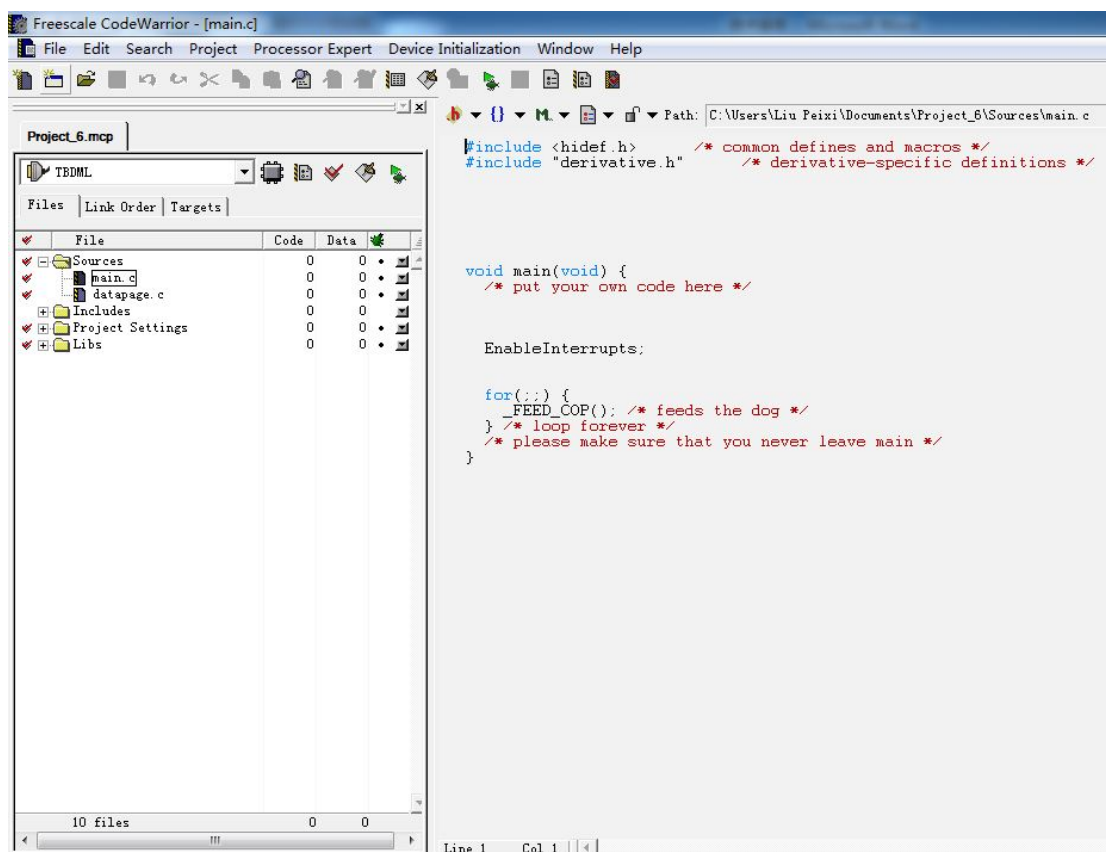 Freescale CodeWarrior - [main.c]
File Edit Search Project Processor Expert Device Initialization Window Help
Project_6.mcp
TBDML
Files Link Order Targets
File Code Data
Sources 0 0
main.c 0 0
datapage.c 0 0
Includes 0 0
Project Settings 0 0
Libs 0 0
10 files 0 0
Path: C:\Users\Liu Peixi\Documents\Project_6\Sources\main.c
#include <hidef.h> /* common defines and macros */
#include "derivative.h" /* derivative-specific definitions */
void main(void) {
/* put your own code here */
EnableInterrupts;
for(;;) {
_FEED_COP(); /* feeds the dog */
} /* loop forever */
/* please make sure that you never leave main */
}
Line 1 Col 1